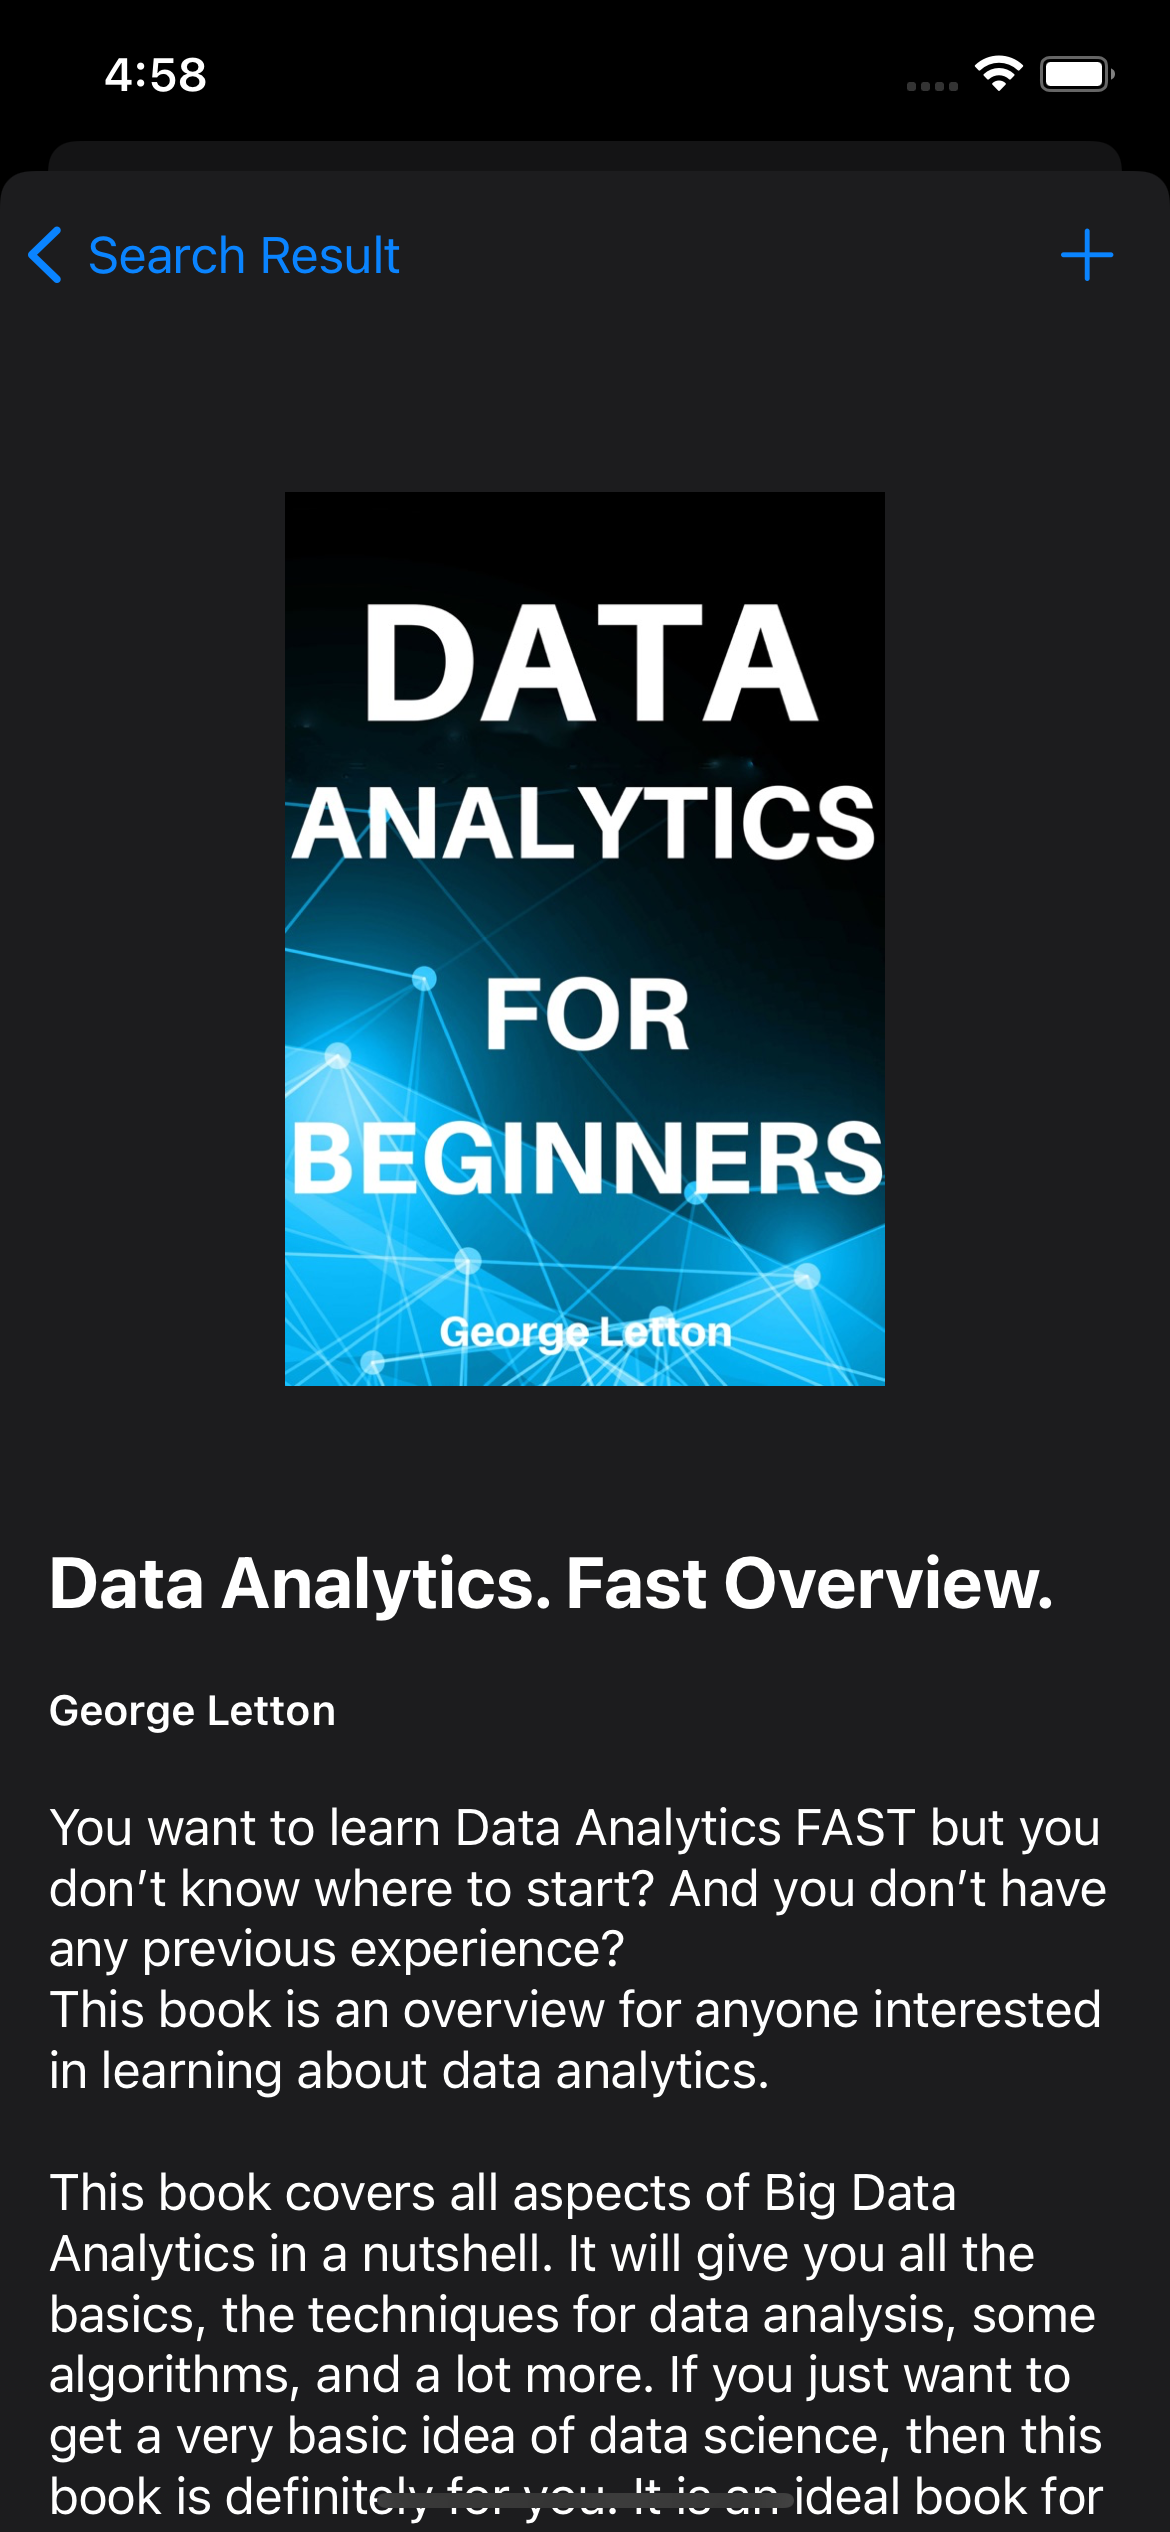 4:58
Search Result
DATA
ANALYTICS
FOR
BEGINNERS
George Letton
Data Analytics. Fast Overview.
George Letton
You want to learn Data Analytics FAST but you
don’t know where to start? And you don’t have
any previous experience?
This book is an overview for anyone interested
in learning about data analytics.
This book covers all aspects of Big Data
Analytics in a nutshell. It will give you all the
basics, the techniques for data analysis, some
algorithms, and a lot more. If you just want to
get a very basic idea of data science, then this
book is definitely for you. It is an ideal book for